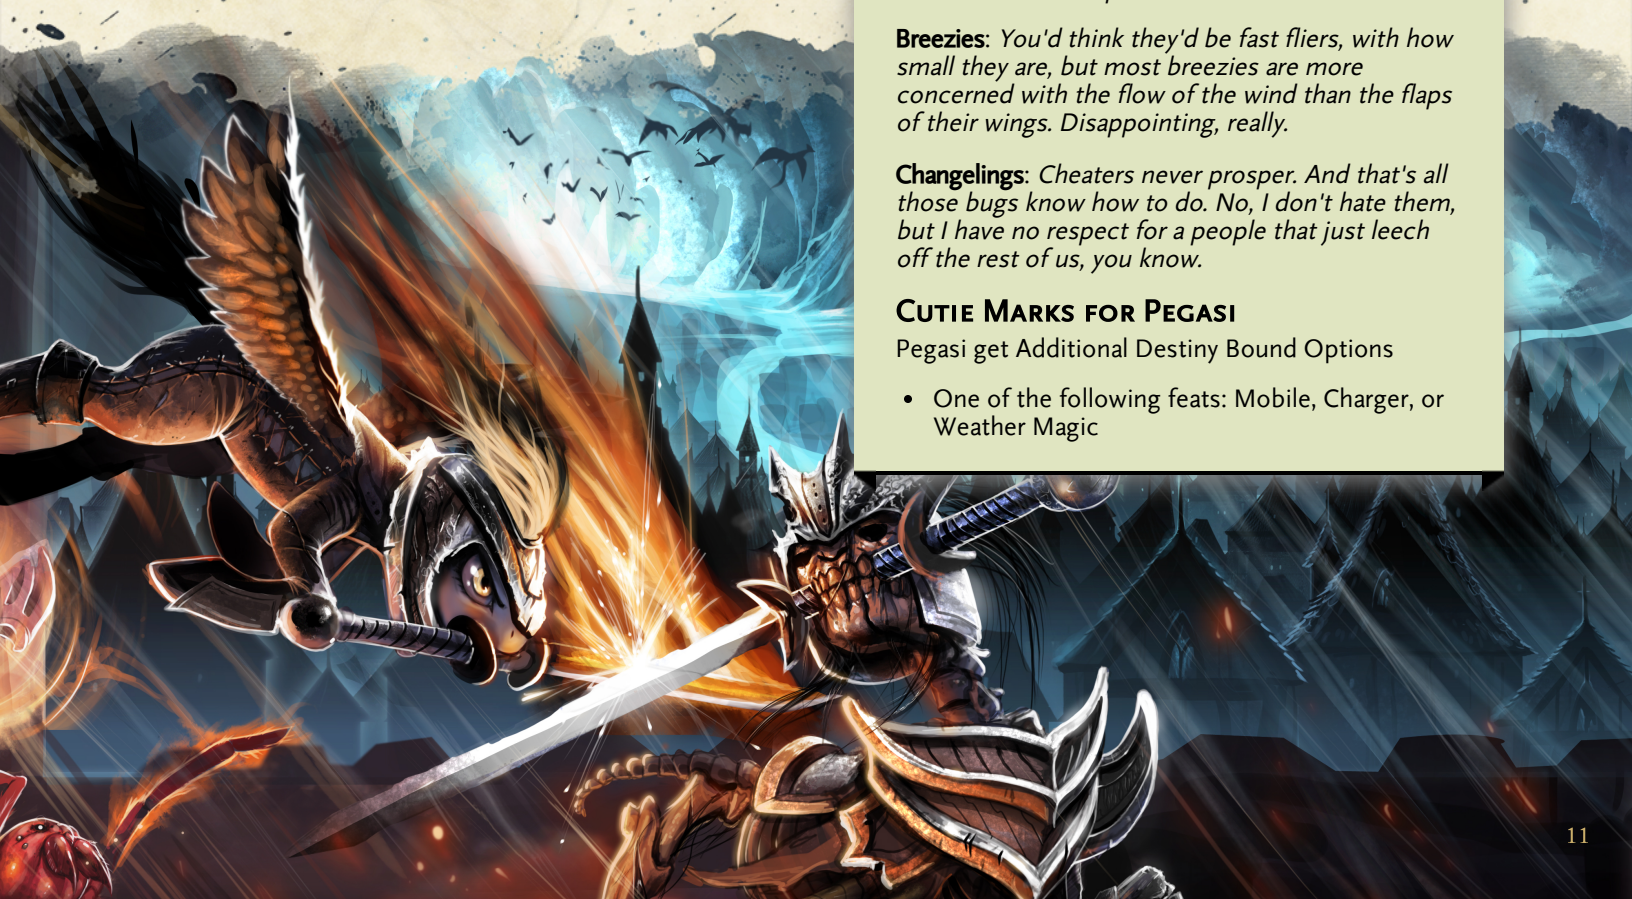 Breezies: You'd think they'd be fast fliers, with how
small they are, but most breezies are more
concerned with the flow of the wind than the flaps
of their wings. Disappointing, really.
Changelings: Cheaters never prosper. And that's all
those bugs know how to do. No, I don't hate them,
but I have no respect for a people that just leech
off the rest of us, you know.
Cutie Marks for Pegasi
Pegasi get Additional Destiny Bound Options
• One of the following feats: Mobile, Charger, or
Weather Magic
11